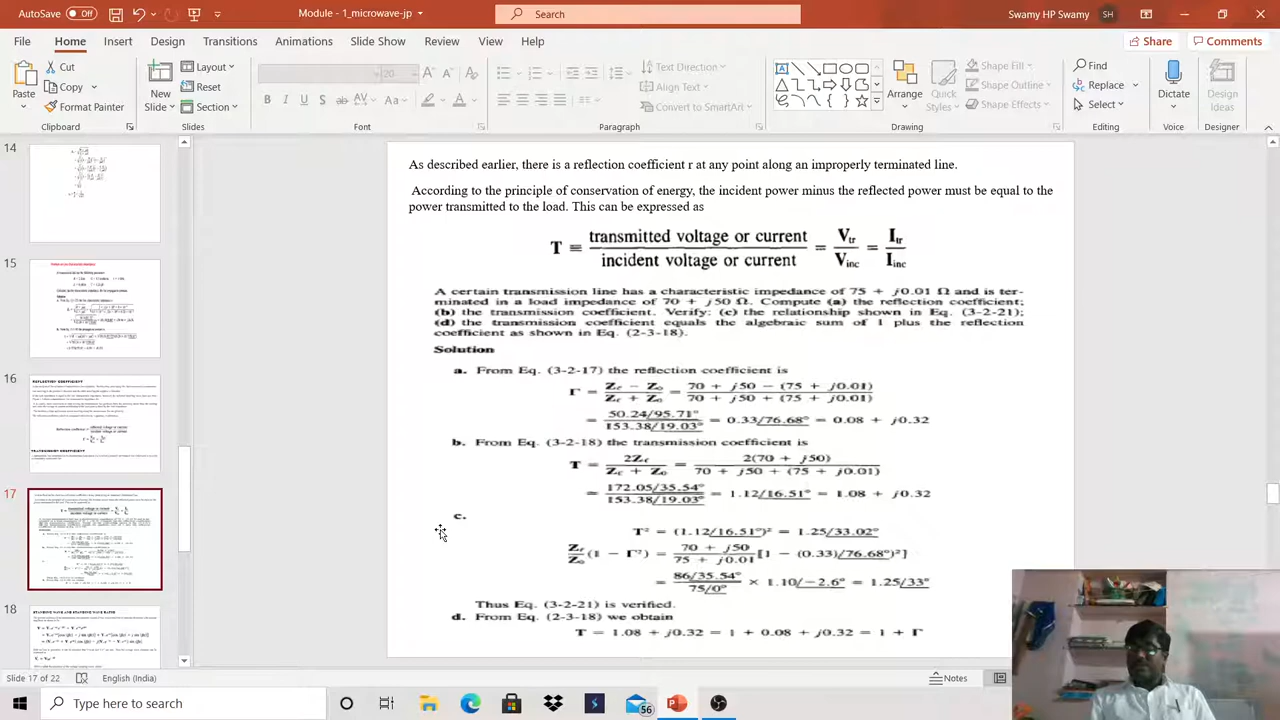 AutoSave Off
Module - 1_microwave-jp
Search
Swamy HP Swamy SH
File Home Insert Design Transitions Animations Slide Show Review View Help Share Comments
Paste
Cut
Copy
Format Painter
Clipboard
New Slide
Layout
Reset
Section
Slides
20
Font
Text Direction
Align Text
Convert to SmartArt
Paragraph
Arrange
Quick Styles
Shape Fill
Shape Outline
Shape Effects
Drawing
Find
Replace
Select
Editing
Dictate
Voice
Design Ideas
Designer
14
15
16
REFLECTION COEFFICIENT
17
18
STANDING WAVE AND STANDING WAVE RATIO
As described earlier, there is a reflection coefficient r at any point along an improperly terminated line.
According to the principle of conservation of energy, the incident power minus the reflected power must be equal to the
power transmitted to the load. This can be expressed as
T = transmitted voltage or current / incident voltage or current = Vtr / Vinc = Itr / Iinc
A certain transmission line has a characteristic impedance of 75 + j0.01 Ω and is ter-
minated in a load impedance of 70 + j50 Ω. Compute (a) the reflection coefficient;
(b) the transmission coefficient. Verify: (c) the relationship shown in Eq. (3-2-21);
(d) the transmission coefficient equals the algebraic sum of 1 plus the reflection
coefficient as shown in Eq. (2-3-18).
Solution
a. From Eq. (3-2-17) the reflection coefficient is
Γ = Zℓ − Z0 / Zℓ + Z0 = 70 + j50 − (75 + j0.01) / 70 + j50 + (75 + j0.01)
= 50.24/95.71° / 153.38/19.03° = 0.33/76.68° = 0.08 + j0.32
b. From Eq. (3-2-18) the transmission coefficient is
T = 2Zℓ / Zℓ + Z0 = 2(70 + j50) / 70 + j50 + (75 + j0.01)
= 172.05/35.54° / 153.38/19.03° = 1.12/16.51° = 1.08 + j0.32
c.
T² = (1.12/16.51°)² = 1.25/33.02°
Zℓ / Z0 (1 − Γ²) = 70 + j50 / 75 + j0.01 [1 − (0.33/76.68°)²]
= 86/35.54° / 75/0° × 1.10/−2.6° = 1.25/33°
Thus Eq. (3-2-21) is verified.
d. From Eq. (2-3-18) we obtain
T = 1.08 + j0.32 = 1 + 0.08 + j0.32 = 1 + Γ
Slide 17 of 22
English (India)
Notes
Type here to search
56